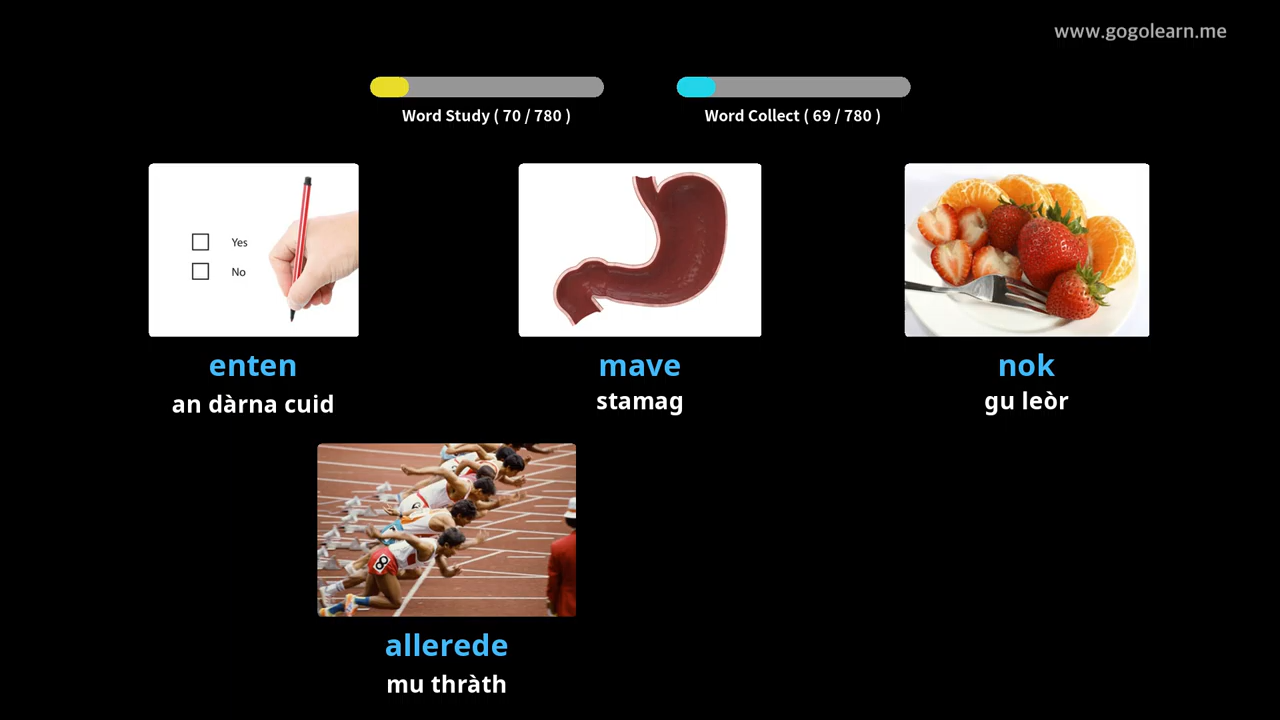 www.gogolearn.me
Word Study ( 70 / 780 )
Word Collect ( 69 / 780 )
Yes
No
enten
an dàrna cuid
mave
stamag
nok
gu leòr
8
allerede
mu thràth